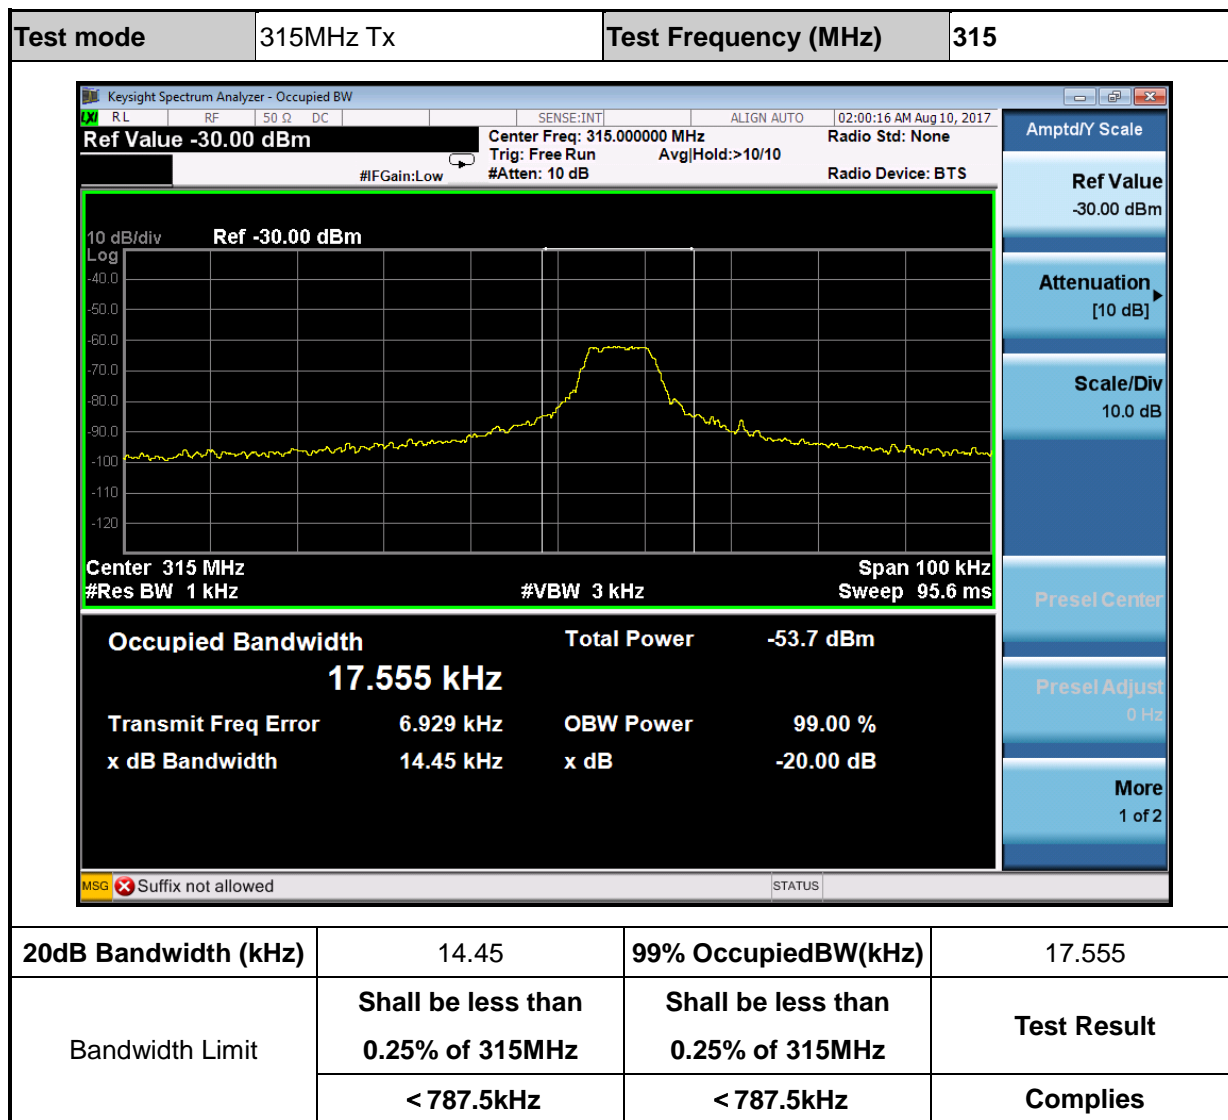 Test mode 315MHz Tx Test Frequency (MHz) 315
Keysight Spectrum Analyzer - Occupied BW
LXI RL RF 50 Ω DC SENSE:INT ALIGN AUTO 02:00:16 AM Aug 10, 2017
Ref Value -30.00 dBm
Center Freq: 315.000000 MHz Radio Std: None
Trig: Free Run Avg|Hold:>10/10
#IFGain:Low #Atten: 10 dB Radio Device: BTS
10 dB/div Ref -30.00 dBm
Log
-40.0
-50.0
-60.0
-70.0
-80.0
-90.0
-100
-110
-120
Center 315 MHz Span 100 kHz
#Res BW 1 kHz #VBW 3 kHz Sweep 95.6 ms
Occupied Bandwidth Total Power -53.7 dBm
17.555 kHz
Transmit Freq Error 6.929 kHz OBW Power 99.00 %
x dB Bandwidth 14.45 kHz x dB -20.00 dB
MSG Suffix not allowed STATUS
Amptd/Y Scale
Ref Value
-30.00 dBm
Attenuation
[10 dB]
Scale/Div
10.0 dB
Presel Center
Presel Adjust
0 Hz
More
1 of 2
20dB Bandwidth (kHz) 14.45 99% OccupiedBW(kHz) 17.555
Bandwidth Limit
Shall be less than
0.25% of 315MHz
Shall be less than
0.25% of 315MHz
Test Result
<787.5kHz <787.5kHz Complies